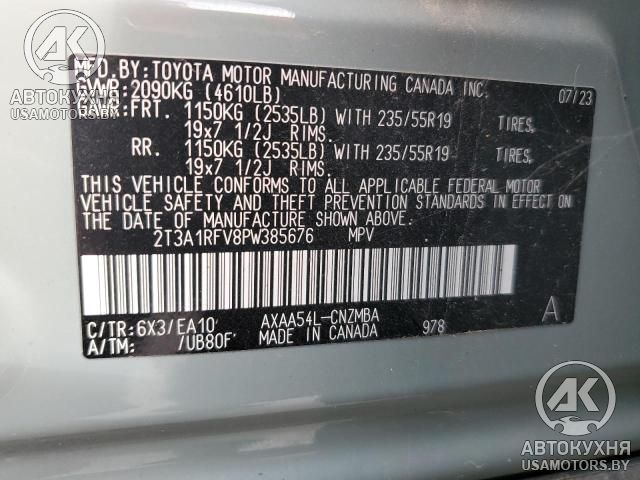 MFD.BY:TOYOTA MOTOR MANUFACTURING CANADA INC.
GVWR:2090KG (4610LB) 07/23
GAWR:FRT. 1150KG (2535LB) WITH 235/55R19 TIRES,
19x7 1/2J RIMS.
RR. 1150KG (2535LB) WITH 235/55R19 TIRES,
19x7 1/2J RIMS.
THIS VEHICLE CONFORMS TO ALL APPLICABLE FEDERAL MOTOR
VEHICLE SAFETY AND THEFT PREVENTION STANDARDS IN EFFECT ON
THE DATE OF MANUFACTURE SHOWN ABOVE.
2T3A1RFV8PW385676 MPV
C/TR:6X3/EA10 AXAA54L-CNZMBA A
A/TM: /UB80F MADE IN CANADA 978
AK
АВТОКУХНЯ
USAMOTORS.BY
AK
АВТОКУХНЯ
USAMOTORS.BY